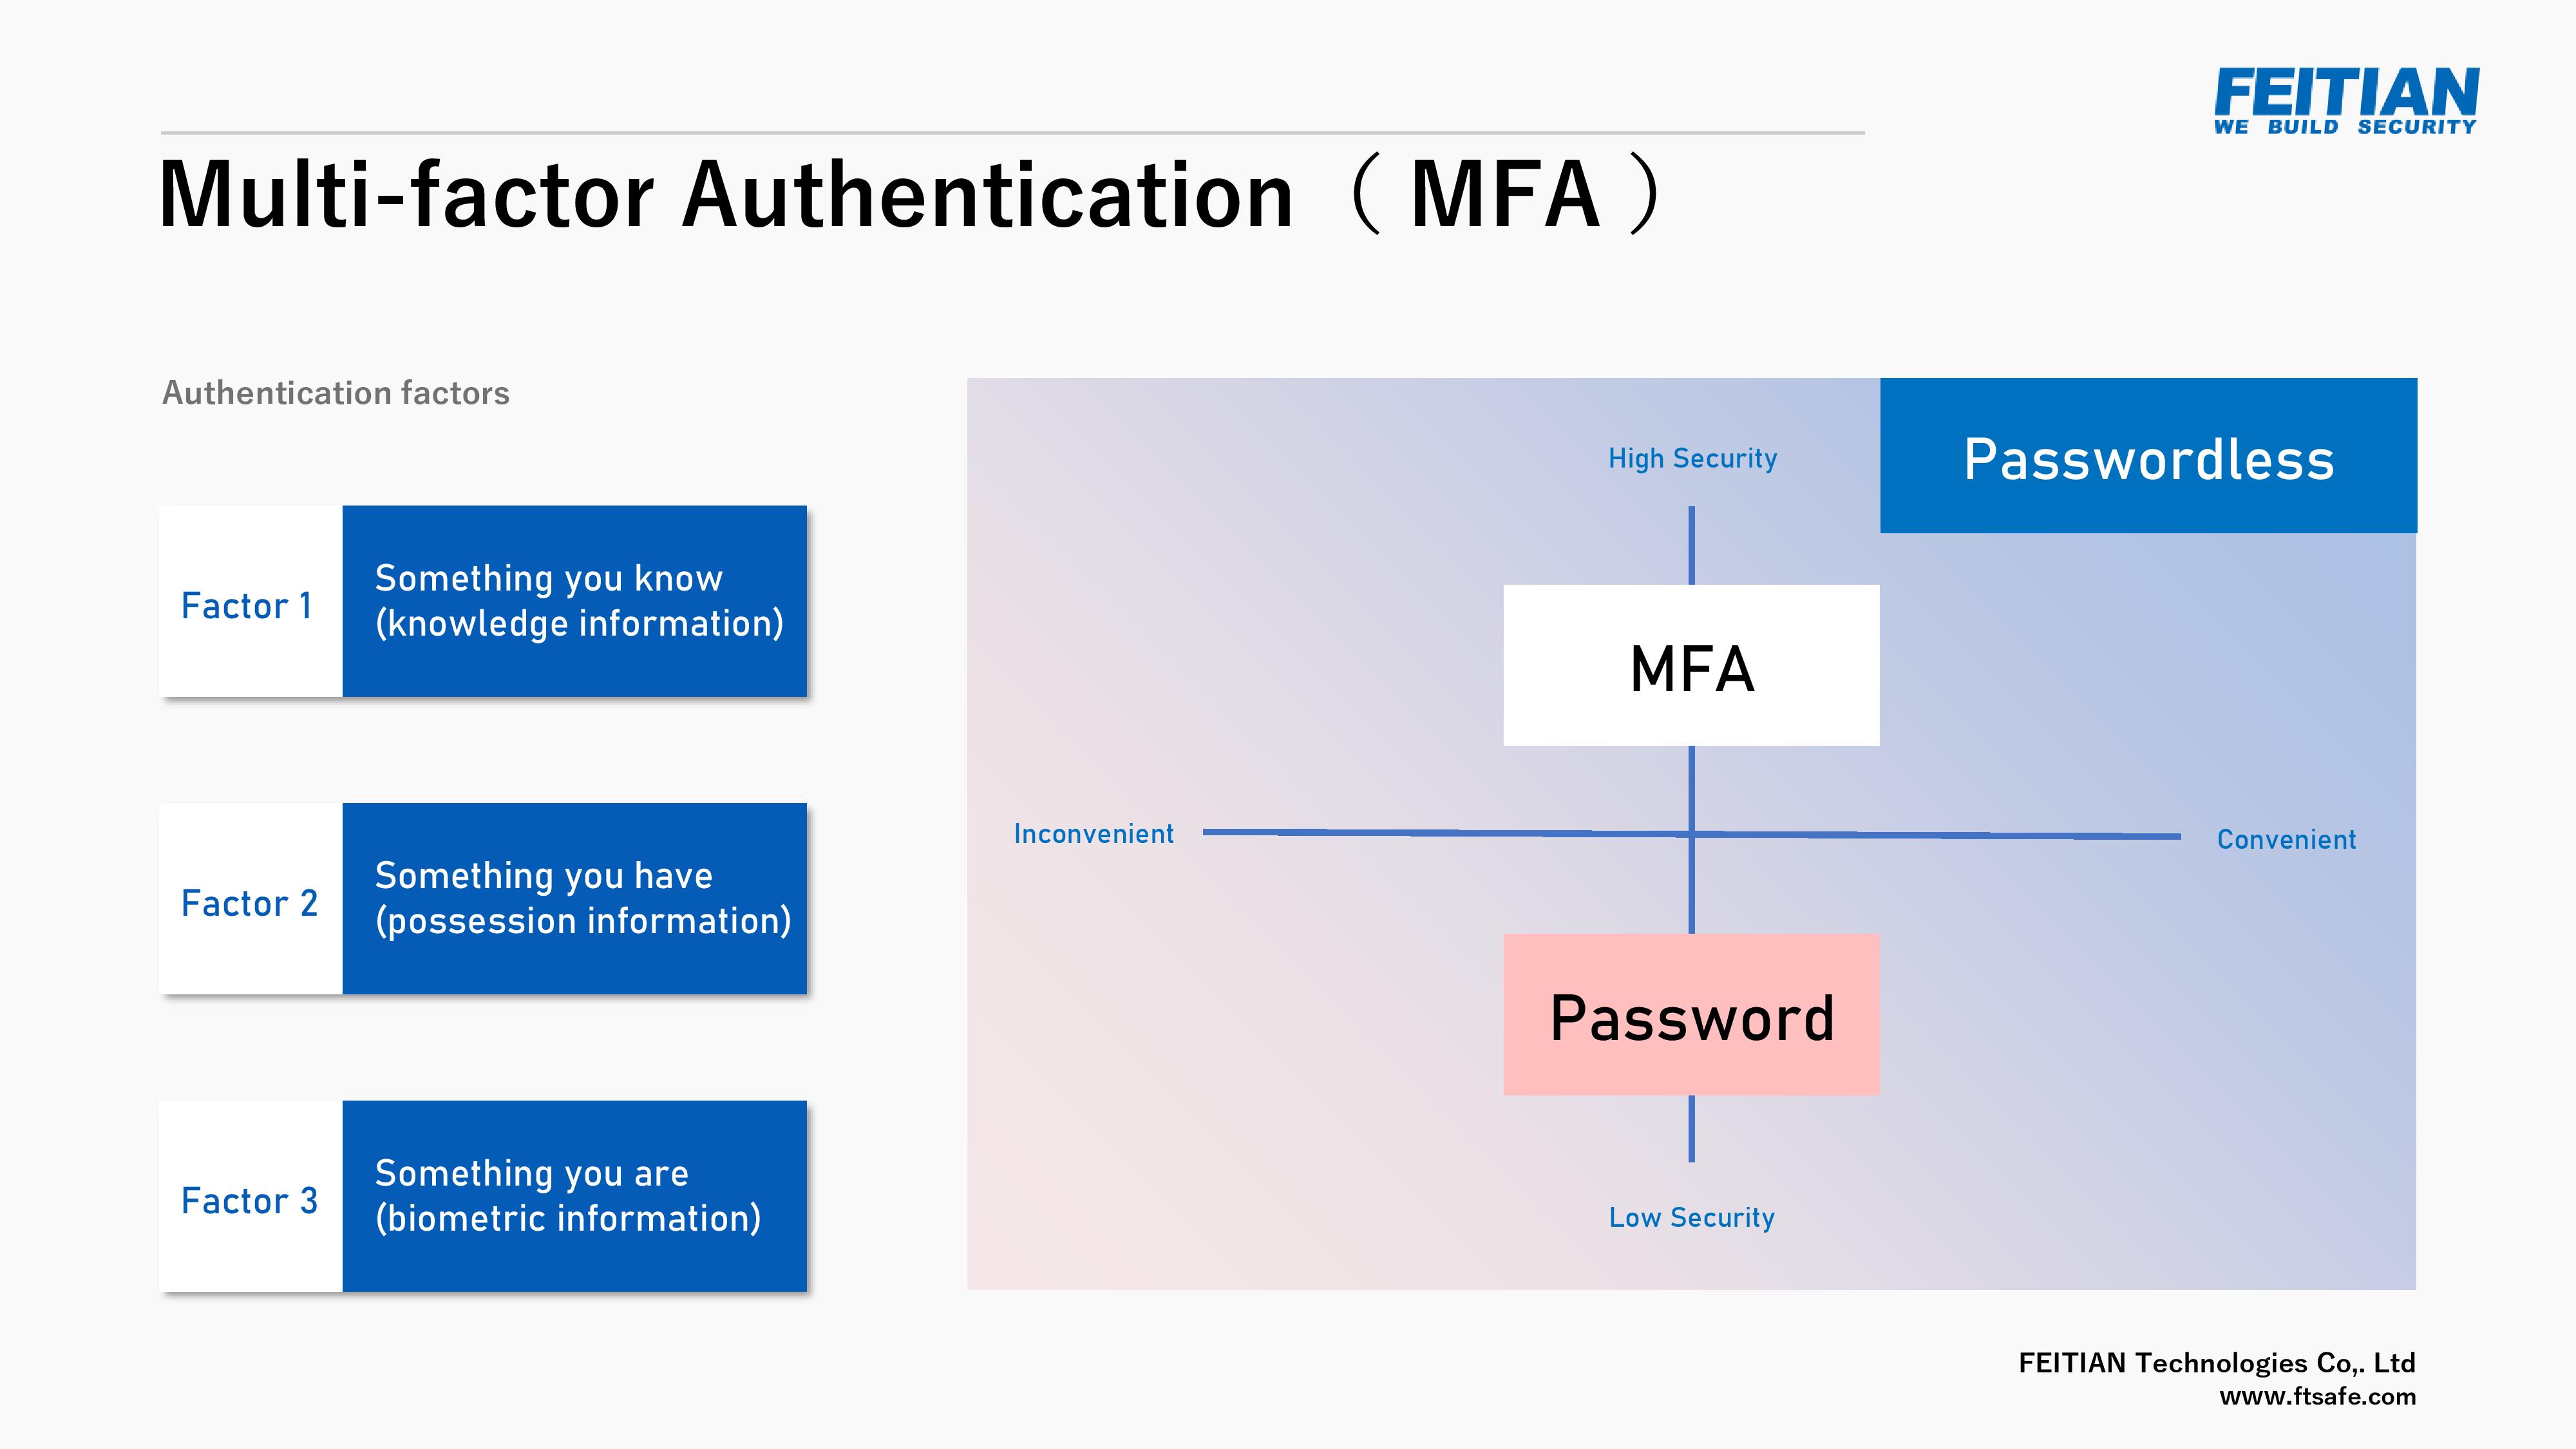 FEITIAN
WE BUILD SECURITY
Multi-factor Authentication （MFA）
Authentication factors
Factor 1
Something you know
(knowledge information)
Factor 2
Something you have
(possession information)
Factor 3
Something you are
(biometric information)
Passwordless
High Security
MFA
Inconvenient
Convenient
Password
Low Security
FEITIAN Technologies Co,. Ltd
www.ftsafe.com